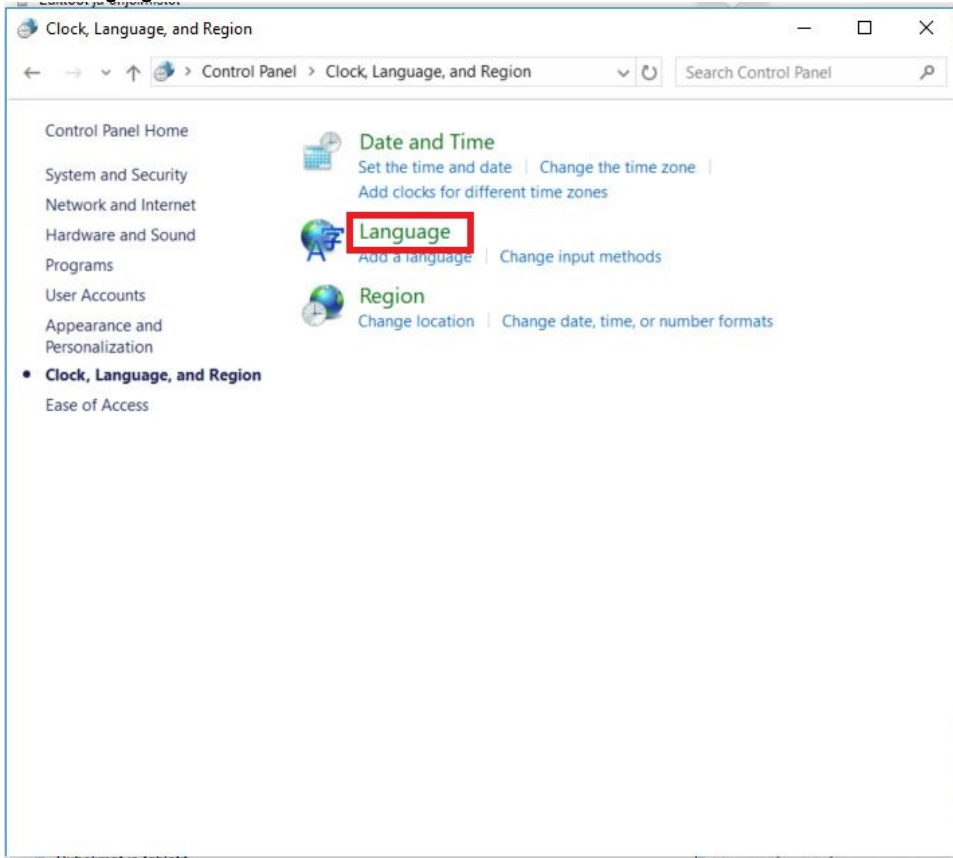 Clock, Language, and Region
Control Panel > Clock, Language, and Region
Search Control Panel
Control Panel Home
System and Security
Network and Internet
Hardware and Sound
Programs
User Accounts
Appearance and
Personalization
Clock, Language, and Region
Ease of Access
Date and Time
Set the time and date | Change the time zone |
Add clocks for different time zones
Language
Add a language | Change input methods
Region
Change location | Change date, time, or number formats